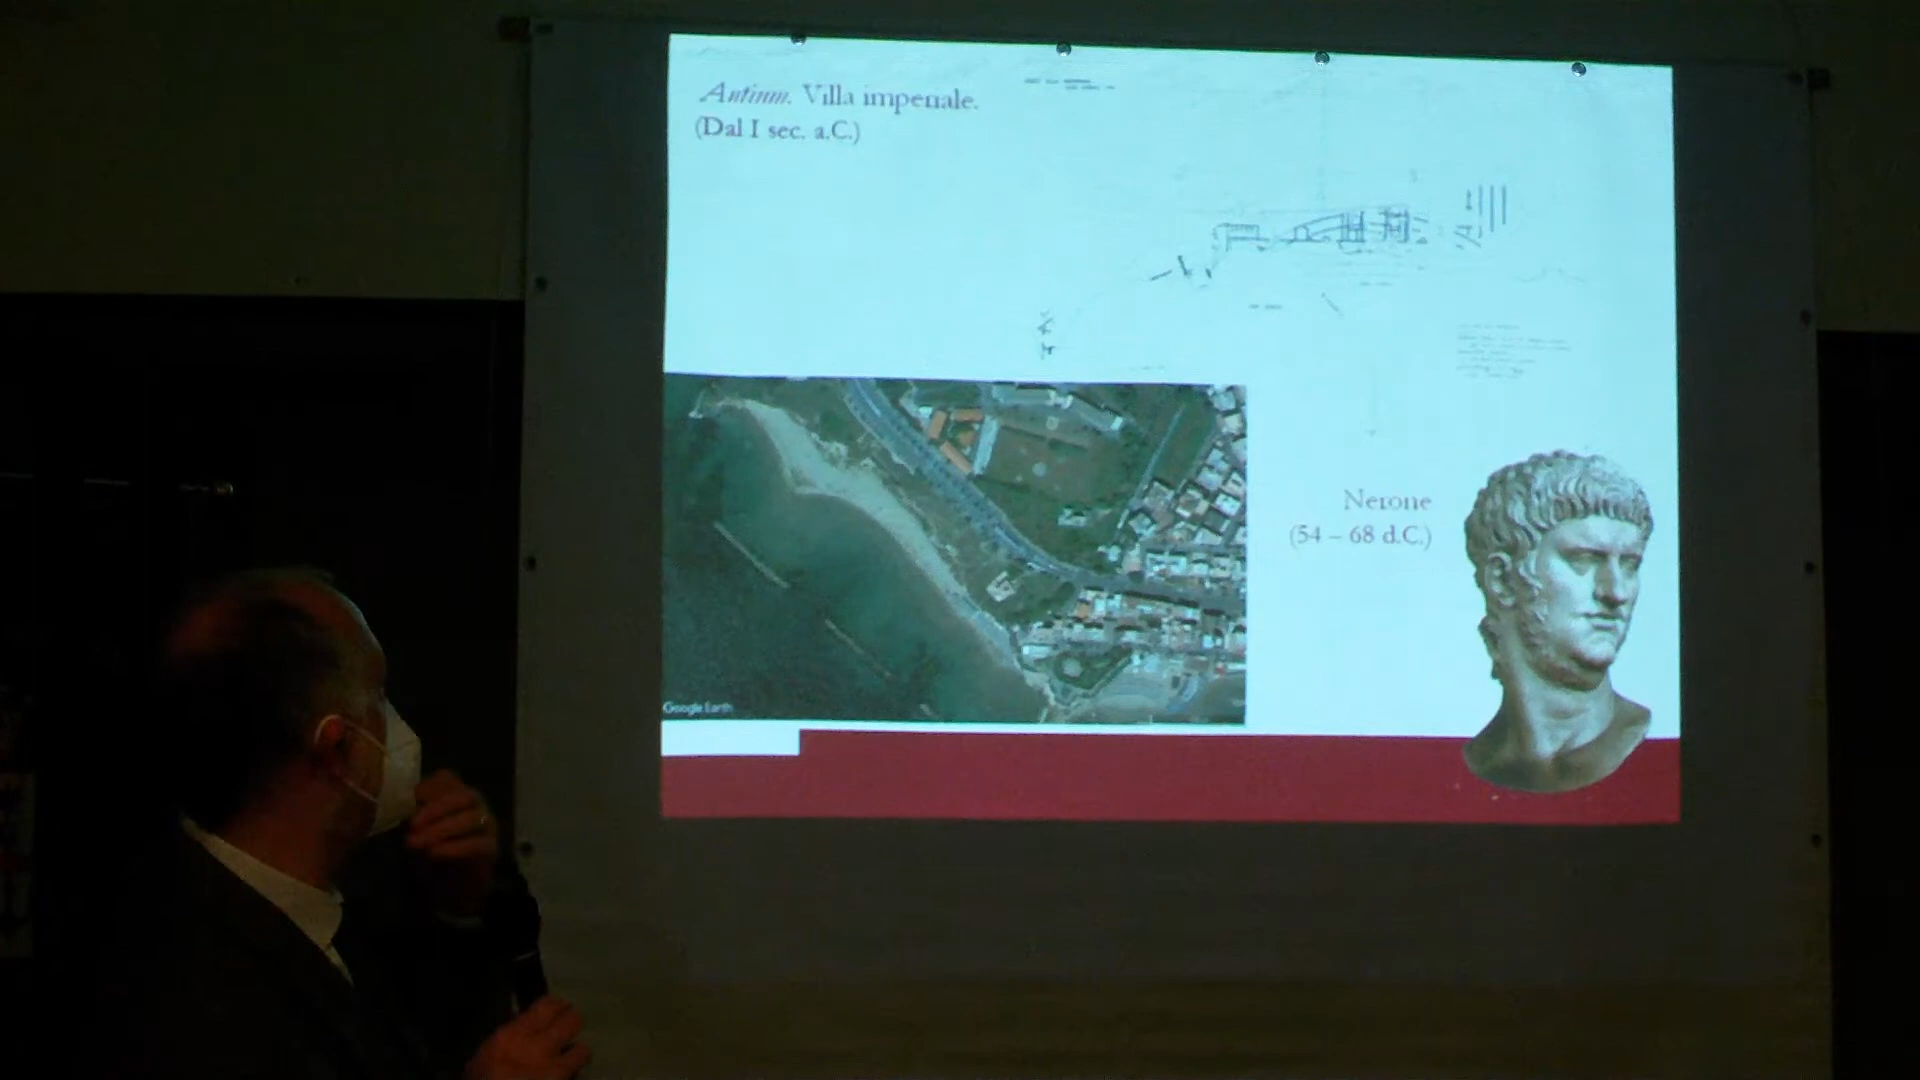 Antium. Villa imperiale.
(Dal I sec. a.C.)
Nerone
(54 – 68 d.C.)
Google Earth